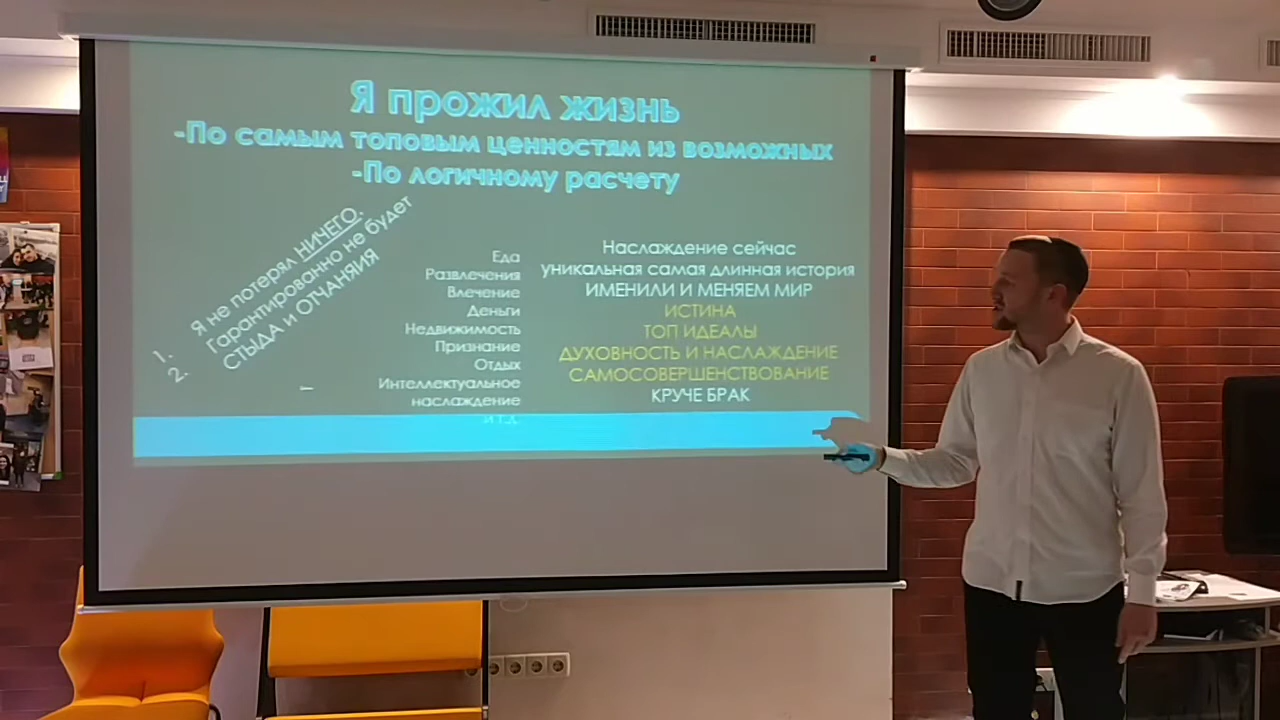 Я прожил жизнь
-По самым топовым ценностям из возможных
-По логичному расчету
1. Я не потерял НИЧЕГО.
2. Гарантированно не будет
СТЫДА и ОТЧАНЯИЯ
Еда
Развлечения
Влечение
Деньги
Недвижимость
Признание
Отдых
Интеллектуальное
наслаждение
и т.д.
Наслаждение сейчас
уникальная самая длинная история
ИМЕНИЛИ И МЕНЯЕМ МИР
ИСТИНА
ТОП ИДЕАЛЫ
ДУХОВНОСТЬ И НАСЛАЖДЕНИЕ
САМОСОВЕРШЕНСТВОВАНИЕ
КРУЧЕ БРАК